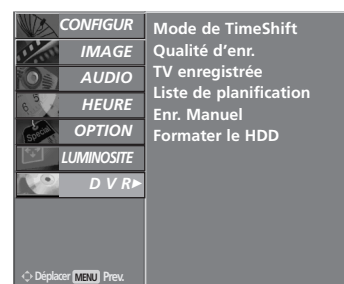 CONFIGUR
IMAGE
AUDIO
HEURE
OPTION
LUMINOSITE
D V R
Déplacer MENU Prev.
Mode de TimeShift
Qualité d'enr.
TV enregistrée
Liste de planification
Enr. Manuel
Formater le HDD